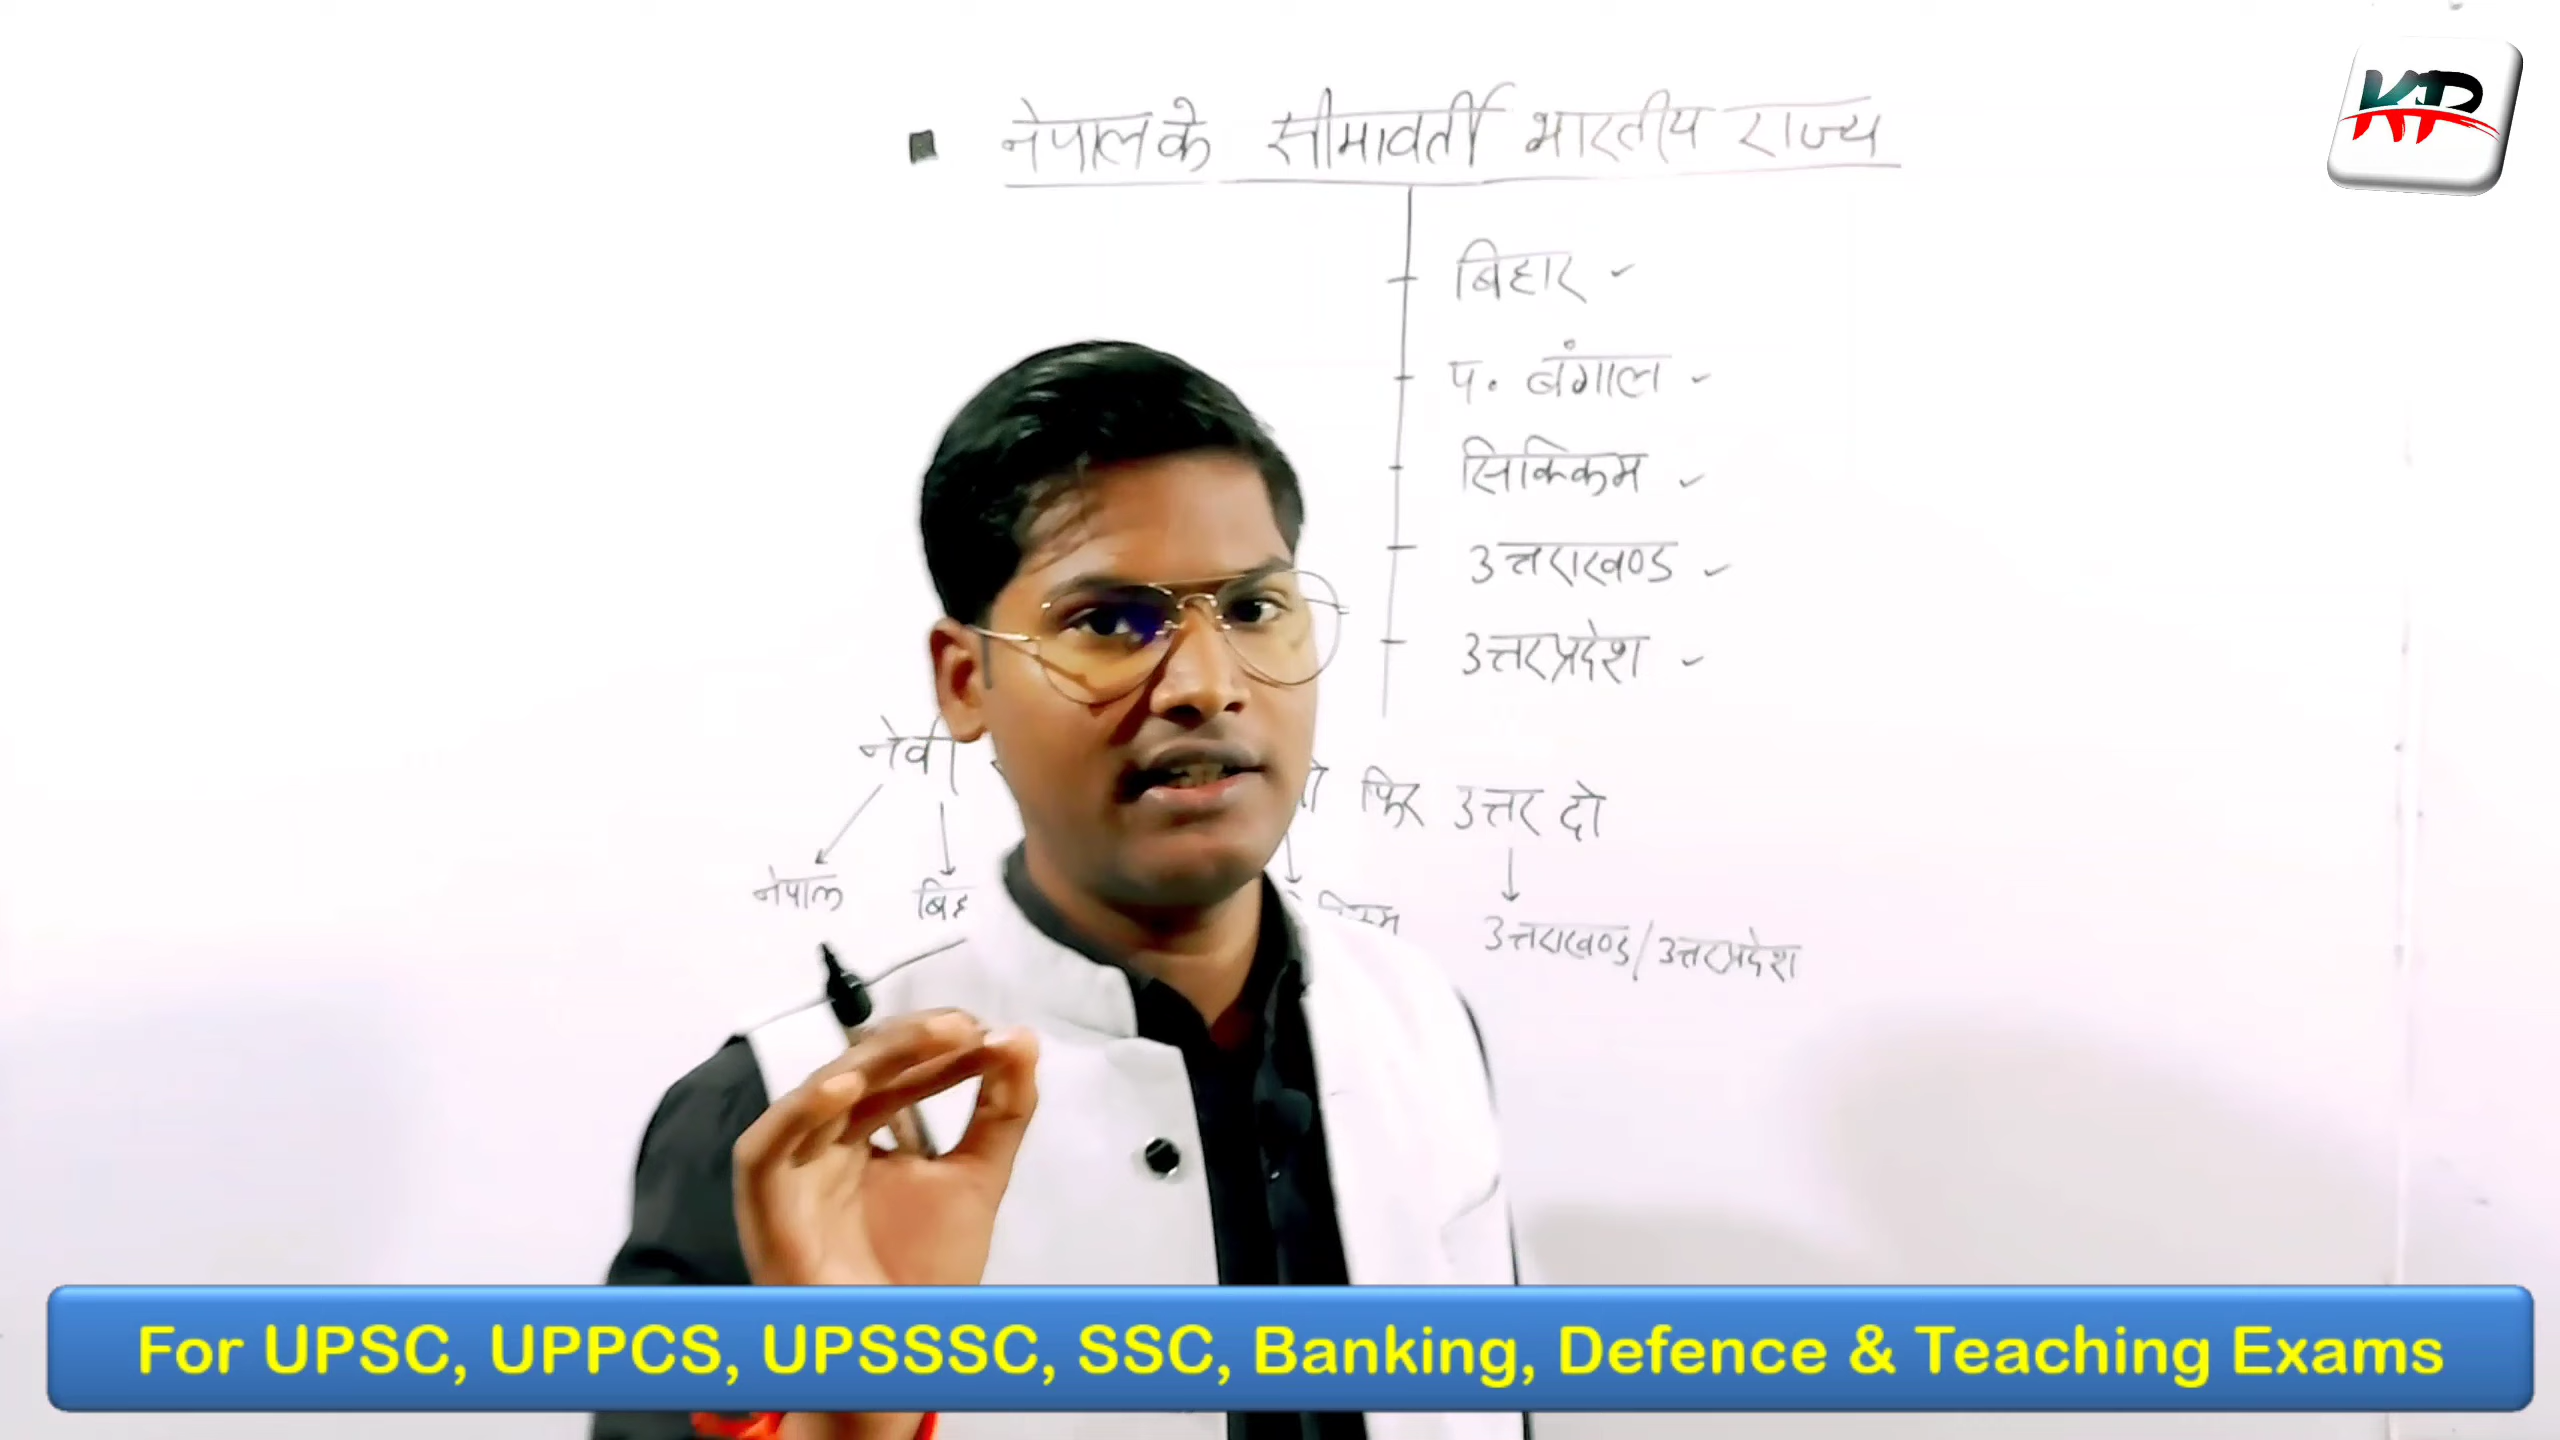 KP
नेपाल के सीमावर्ती भारतीय राज्य
बिहार
प. बंगाल
सिक्किम
उत्तराखण्ड
उत्तरप्रदेश
नेवी फिर उत्तर दो
नेपाल बिह
उत्तराखण्ड/उत्तरप्रदेश
For UPSC, UPPCS, UPSSSC, SSC, Banking, Defence & Teaching Exams